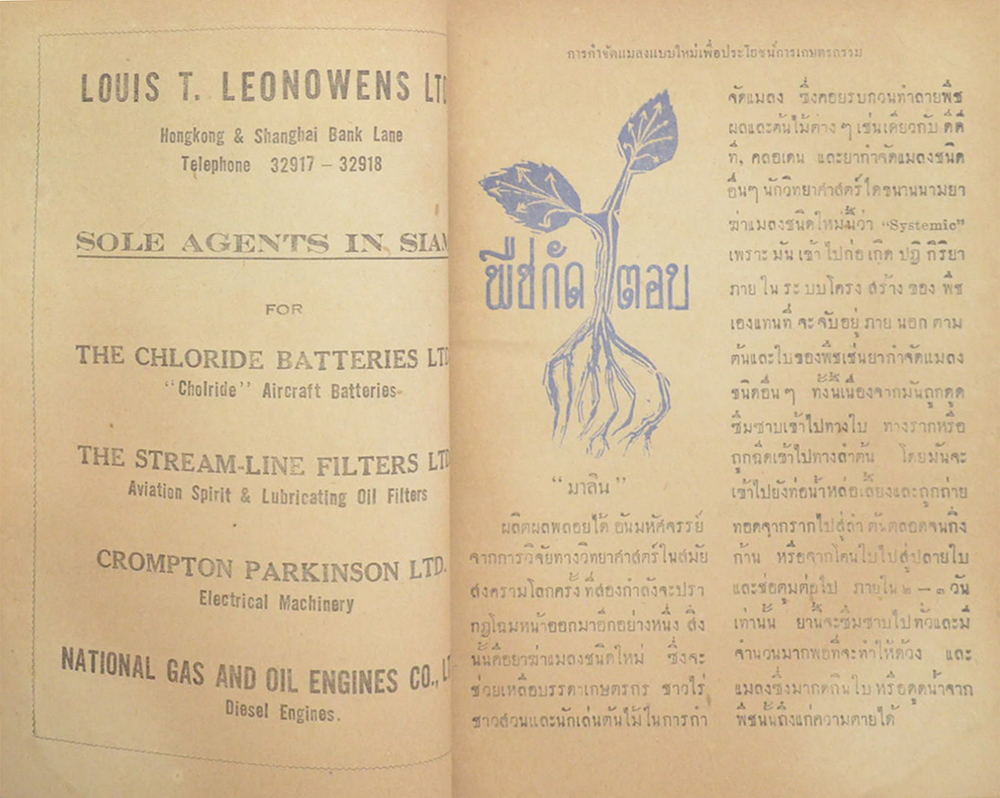 LOUIS T. LEONOWENS LTD
Hongkong & Shanghai Bank Lane
Telephone 32917 - 32918
SOLE AGENTS IN SIAM
FOR
THE CHLORIDE BATTERIES LTD
"Cholride" Aircraft Batteries.
THE STREAM-LINE FILTERS LTD
Aviation Spirit & Lubricating Oil Filters
CROMPTON PARKINSON LTD.
Electrical Machinery
NATIONAL GAS AND OIL ENGINES CO., L
Diesel Engines.
การกำจัดแมลงแบบใหม่เพื่อประโยชน์การเกษตรกรรม
พืชกัดตอบ
"มาลิน"
ผลิตผลพลอยได้ อันมหัศจรรย์
จากการวิจัยทางวิทยาศาสตร์ในสมัย
สงครามโลกครั้งที่สองกำลังจะปรา
กฏโฉมหน้าออกมาอีกอย่างหนึ่ง สิ่ง
นั้นคือยาฆ่าแมลงชนิดใหม่ ซึ่งจะ
ช่วยเหลือบรรดาเกษตรกร ชาวไร่
ชาวสวนและนักเล่นต้นไม้ในการกำ
จัดแมลง ซึ่งคอยรบกวนทำลายพืช
ผลและต้นไม้ต่าง ๆ เช่นเดียวกับ ดีดี
ที, คลอเดน และยากำจัดแมลงชนิด
อื่นๆ นักวิทยาศาสตร์ได้ขนานนามยา
ฆ่าแมลงชนิดใหม่นี้ว่า "Systemic"
เพราะ มัน เข้า ไปก่อ เกิด ปฏิ กิริยา
ภาย ใน ระ บบโครง สร้าง ของ พืช
เองแทนที่ จะ จับอยู่ ภาย นอก ตาม
ต้นและใบของพืชเช่นยากำจัดแมลง
ชนิดอื่นๆ ทั้งนี้เนื่องจากมันถูกดูด
ซึมซาบเข้าไปทางใบ ทางรากหรือ
ถูกฉีดเข้าไปทางลำต้น โดยมันจะ
เข้าไปยังท่อน้ำหล่อเลี้ยงและถูกถ่าย
ทอดจากรากไปสู่ลำ ต้นตลอดจนกิ่ง
ก้าน หรือจากโคนใบไปสู่ปลายใบ
และช่อตูมต่อไป ภายใน ๒ — ๓ วัน
เท่านั้น ยานี้จะซึมซาบไปทั่วและมี
จำนวนมากพอที่จะทำให้ด้วง และ
แมลงซึ่งมากัดกินใบ หรือดูดน้ำจาก
พืชนั้นถึงแก่ความตายได้